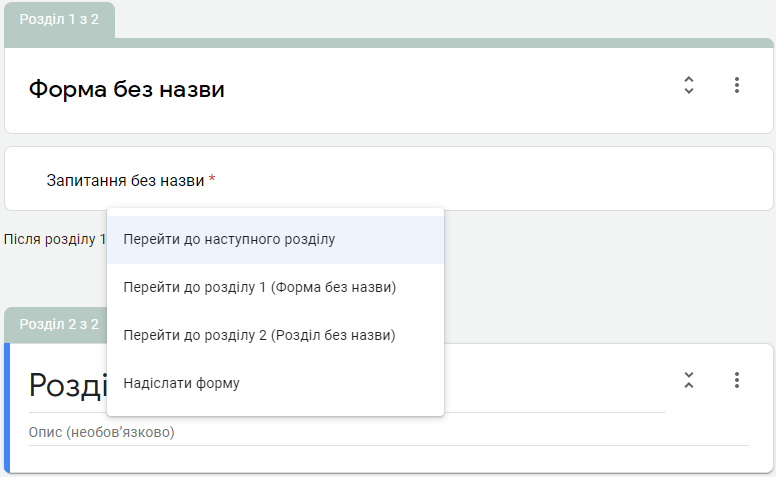 Розділ 1 з 2
Форма без назви
Запитання без назви *
Після розділу 1
Перейти до наступного розділу
Перейти до розділу 1 (Форма без назви)
Розділ 2 з 2
Перейти до розділу 2 (Розділ без назви)
Розді
Надіслати форму
Опис (необов'язково)